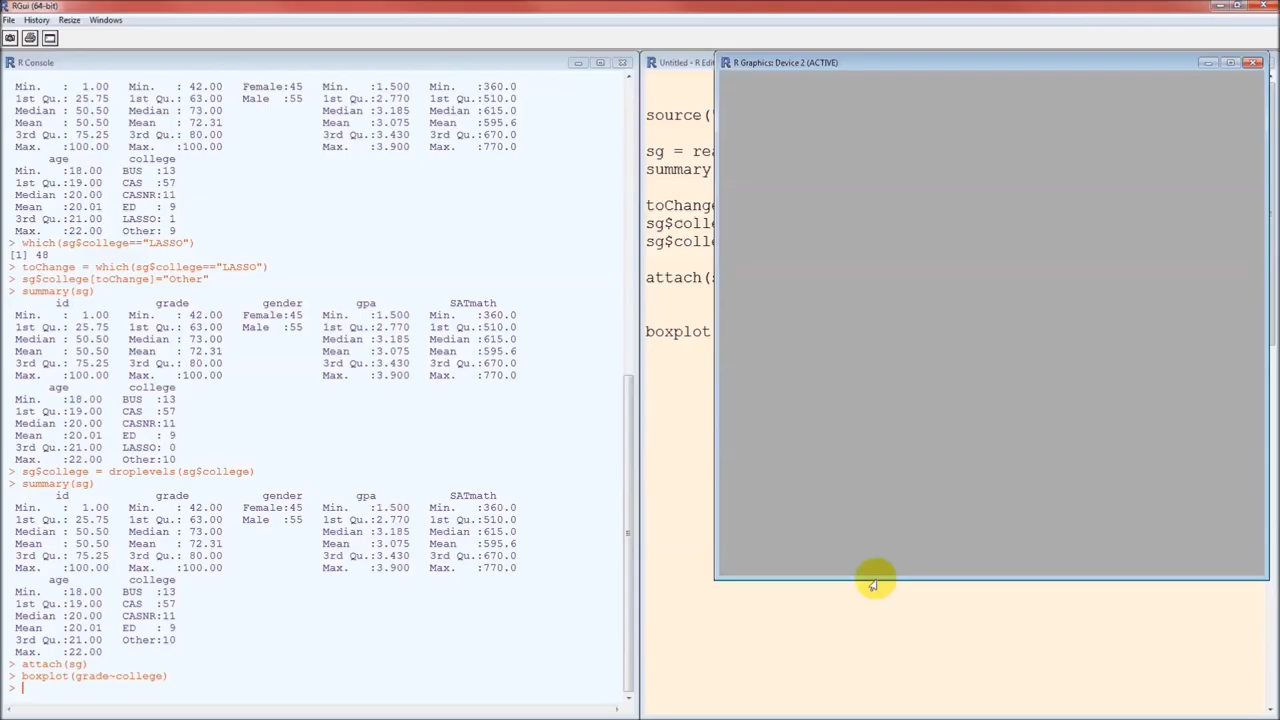 RGui (64-bit)
File History Resize Windows
R Console
Min. : 1.00 Min. : 42.00 Female:45 Min. :1.500 Min. :360.0
1st Qu.: 25.75 1st Qu.: 63.00 Male :55 1st Qu.:2.770 1st Qu.:510.0
Median : 50.50 Median : 73.00 Median :3.185 Median :615.0
Mean : 50.50 Mean : 72.31 Mean :3.075 Mean :595.6
3rd Qu.: 75.25 3rd Qu.: 80.00 3rd Qu.:3.430 3rd Qu.:670.0
Max. :100.00 Max. :100.00 Max. :3.900 Max. :770.0
age college
Min. :18.00 BUS :13
1st Qu.:19.00 CAS :57
Median :20.00 CASNR:11
Mean :20.01 ED : 9
3rd Qu.:21.00 LASSO: 1
Max. :22.00 Other: 9
> which(sg$college=="LASSO")
[1] 48
> toChange = which(sg$college=="LASSO")
> sg$college[toChange]="Other"
> summary(sg)
id grade gender gpa SATmath
Min. : 1.00 Min. : 42.00 Female:45 Min. :1.500 Min. :360.0
1st Qu.: 25.75 1st Qu.: 63.00 Male :55 1st Qu.:2.770 1st Qu.:510.0
Median : 50.50 Median : 73.00 Median :3.185 Median :615.0
Mean : 50.50 Mean : 72.31 Mean :3.075 Mean :595.6
3rd Qu.: 75.25 3rd Qu.: 80.00 3rd Qu.:3.430 3rd Qu.:670.0
Max. :100.00 Max. :100.00 Max. :3.900 Max. :770.0
age college
Min. :18.00 BUS :13
1st Qu.:19.00 CAS :57
Median :20.00 CASNR:11
Mean :20.01 ED : 9
3rd Qu.:21.00 LASSO: 0
Max. :22.00 Other:10
> sg$college = droplevels(sg$college)
> summary(sg)
id grade gender gpa SATmath
Min. : 1.00 Min. : 42.00 Female:45 Min. :1.500 Min. :360.0
1st Qu.: 25.75 1st Qu.: 63.00 Male :55 1st Qu.:2.770 1st Qu.:510.0
Median : 50.50 Median : 73.00 Median :3.185 Median :615.0
Mean : 50.50 Mean : 72.31 Mean :3.075 Mean :595.6
3rd Qu.: 75.25 3rd Qu.: 80.00 3rd Qu.:3.430 3rd Qu.:670.0
Max. :100.00 Max. :100.00 Max. :3.900 Max. :770.0
age college
Min. :18.00 BUS :13
1st Qu.:19.00 CAS :57
Median :20.00 CASNR:11
Mean :20.01 ED : 9
3rd Qu.:21.00 Other:10
Max. :22.00
> attach(sg)
> boxplot(grade~college)
>
Untitled - R Edit
source("
sg = rea
summary
toChange
sg$colle
sg$colle
attach(s
boxplot
R Graphics: Device 2 (ACTIVE)